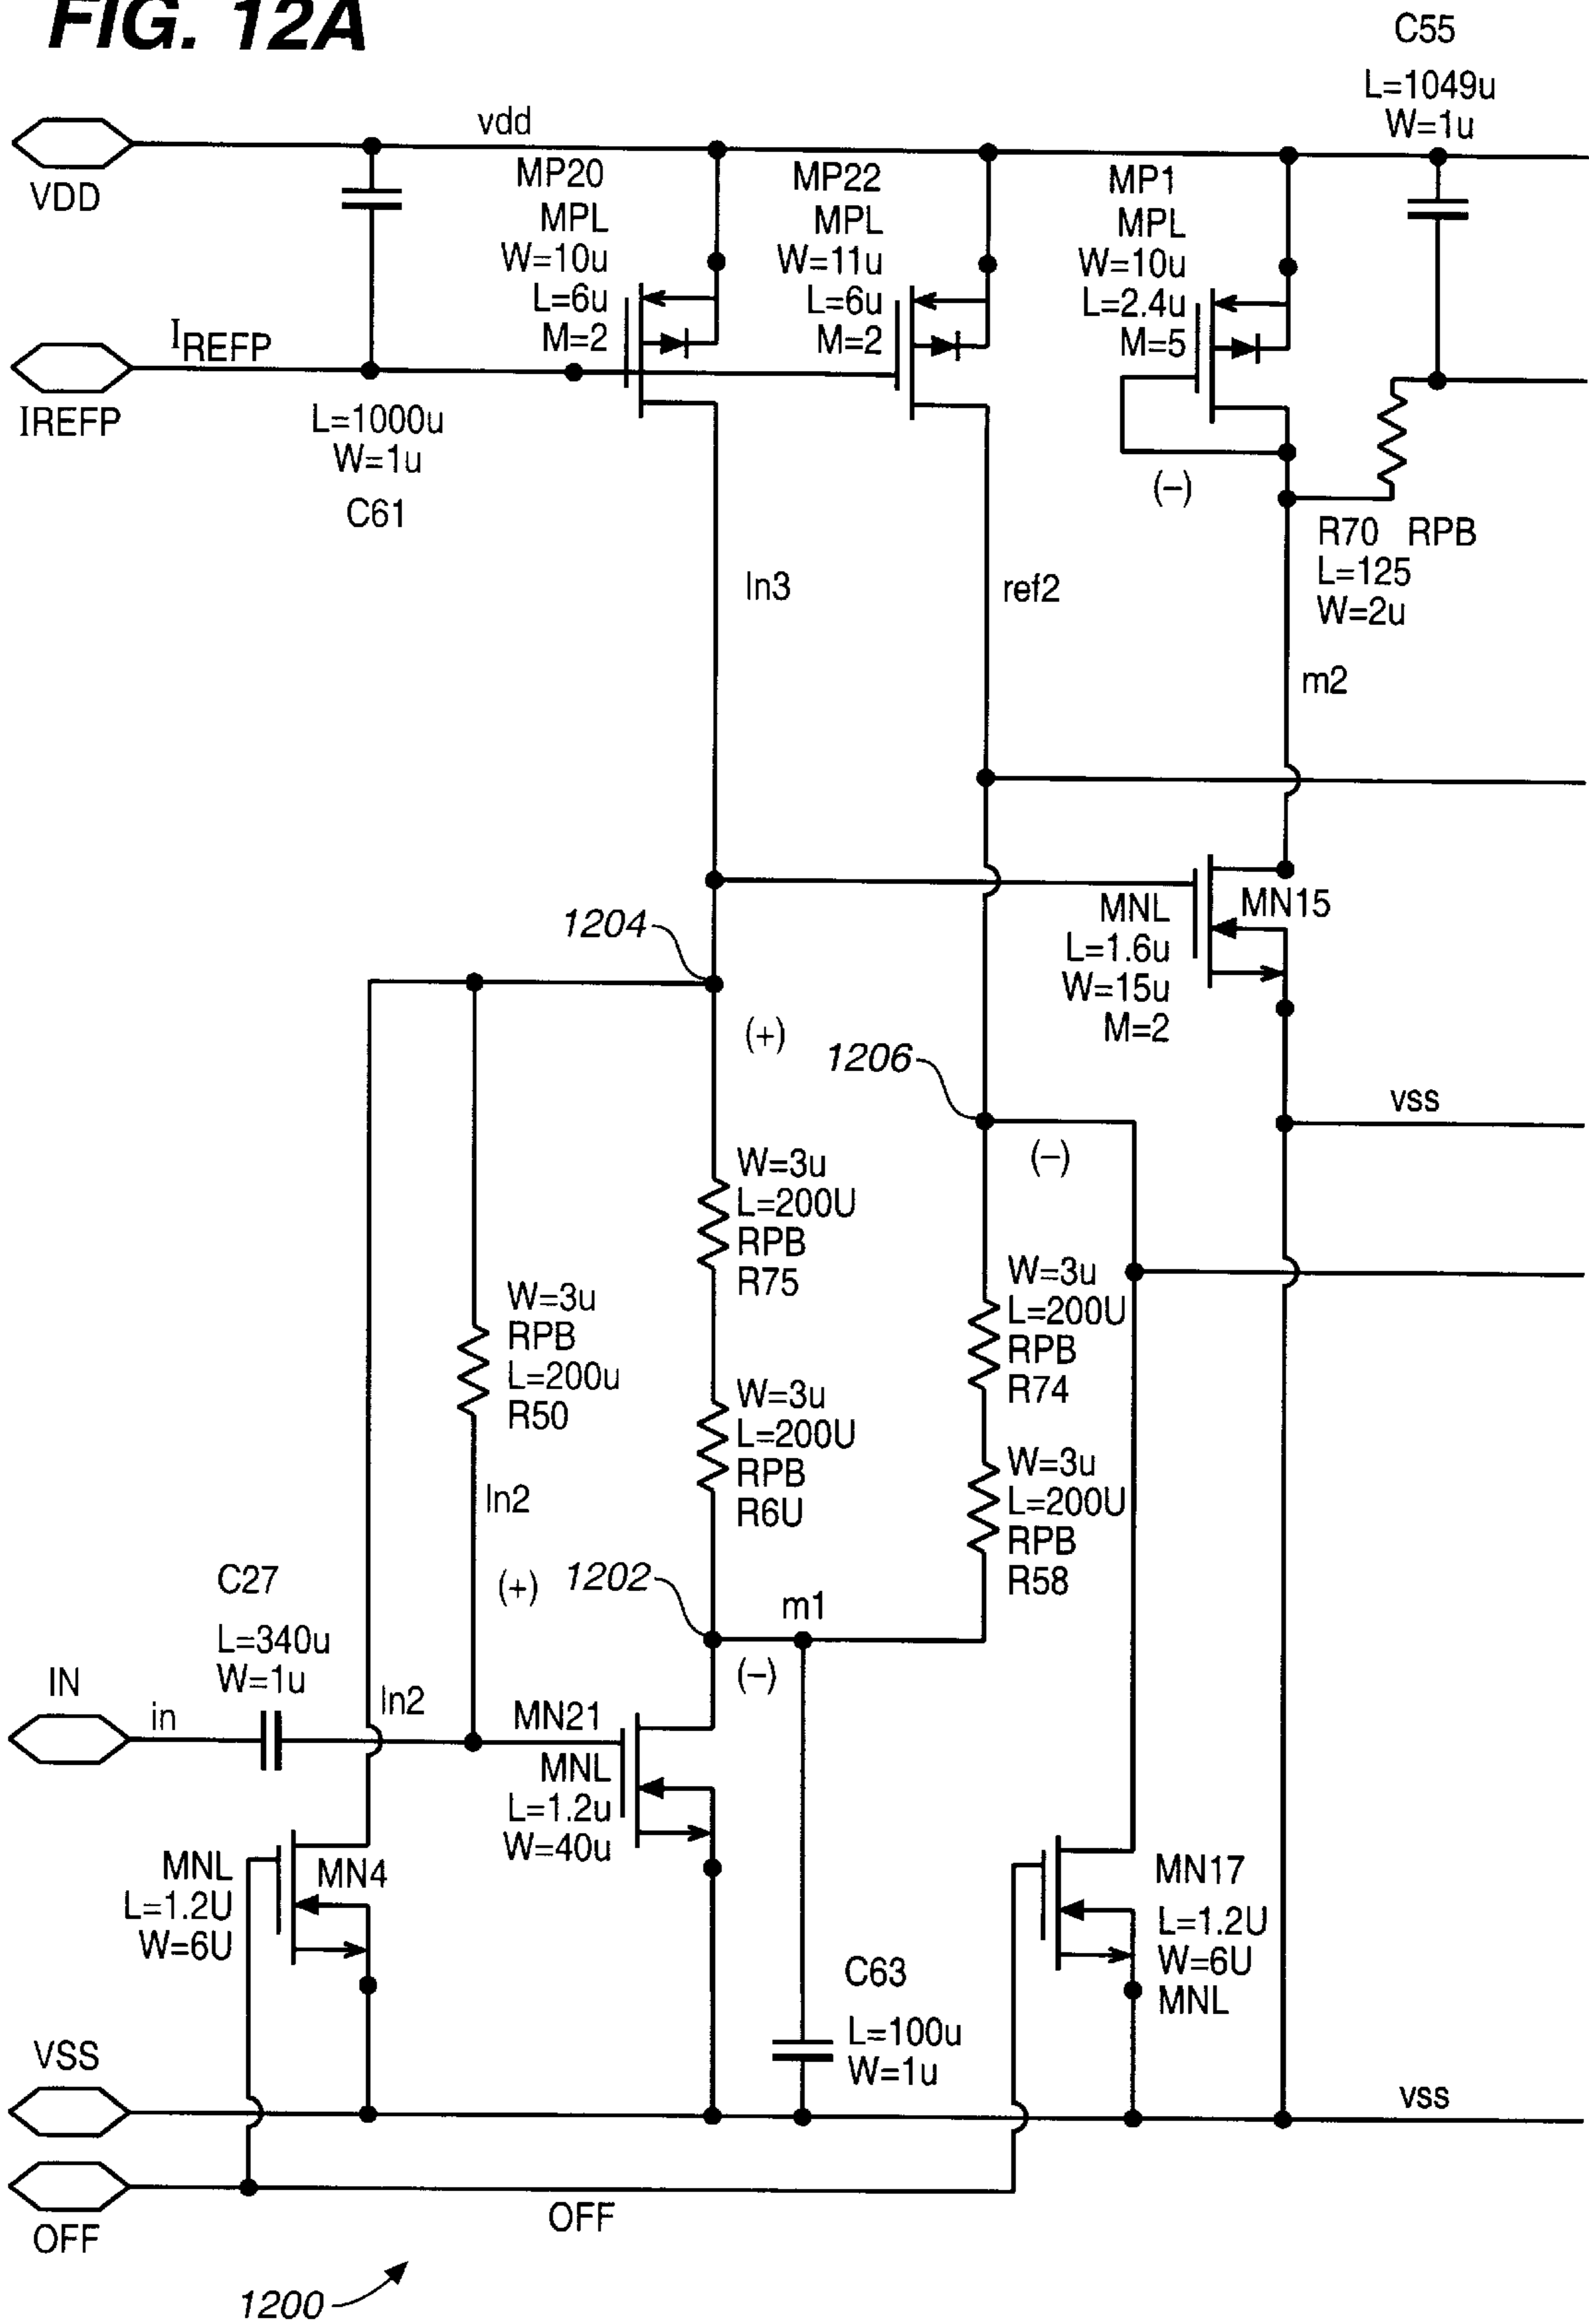 FIG. 12A
C55
L=1049u
W=1u
VDD
vdd
MP20
MPL
W=10u
L=6u
M=2
MP22
MPL
W=11u
L=6u
M=2
MP1
MPL
W=10u
L=2.4u
M=5
IREFP
IREFP
L=1000u
W=1u
C61
(–)
R70 RPB
L=125
W=2u
In3
ref2
m2
1204
(+)
MNL
L=1.6u
W=15u
M=2
MN15
1206
(–)
vss
W=3u
L=200U
RPB
R75
W=3u
L=200U
RPB
R74
W=3u
RPB
L=200u
R50
W=3u
L=200U
RPB
R6U
W=3u
L=200U
RPB
R58
In2
(+)
1202
m1
(–)
C27
L=340u
W=1u
IN
in
In2
MN21
MNL
L=1.2u
W=40u
MNL
L=1.2U
W=6U
MN4
MN17
L=1.2U
W=6U
MNL
C63
L=100u
W=1u
VSS
vss
OFF
OFF
1200